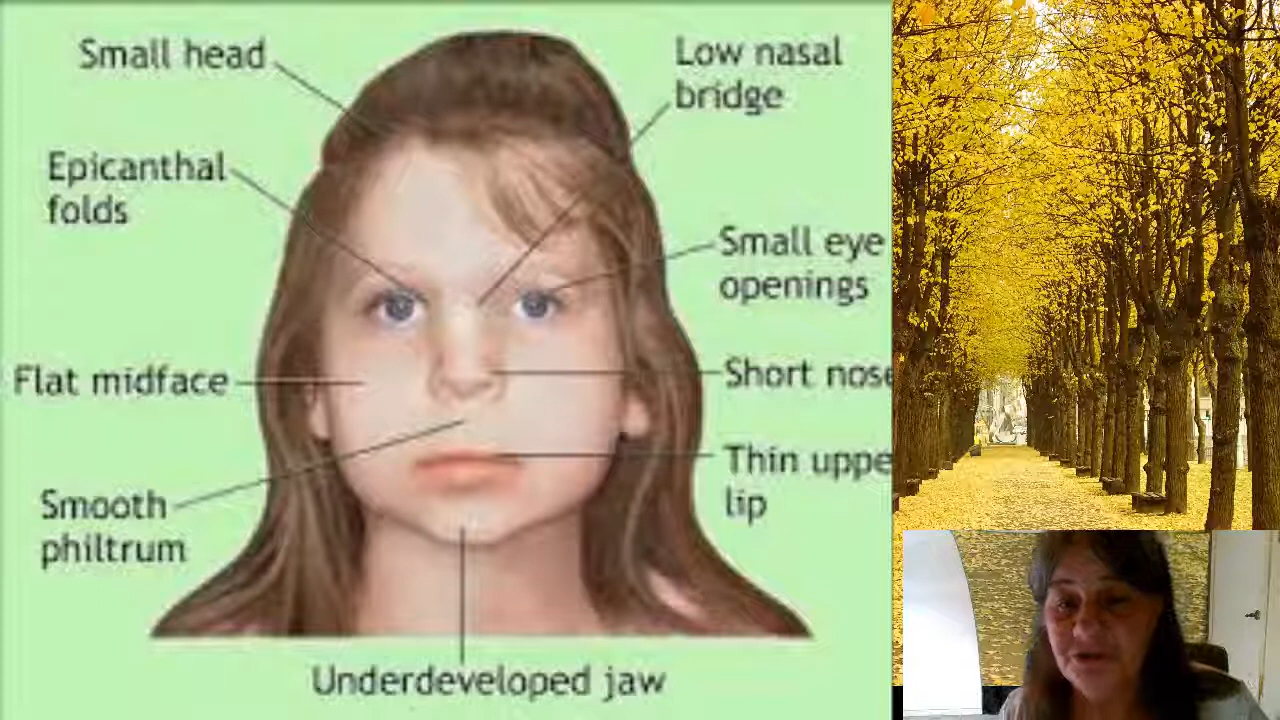 Small head
Low nasal
bridge
Epicanthal
folds
Small eye
openings
Flat midface
Short nose
Thin uppe
lip
Smooth
philtrum
Underdeveloped jaw